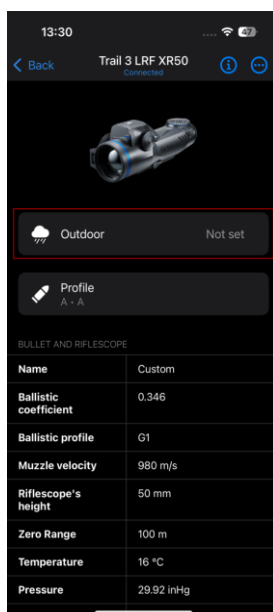 13:30
47
Back
Trail 3 LRF XR50
Connected
Outdoor
Not set
Profile
A • A
BULLET AND RIFLESCOPE
Name
Custom
Ballistic
coefficient
0.346
Ballistic profile
G1
Muzzle velocity
980 m/s
Riflescope's
height
50 mm
Zero Range
100 m
Temperature
16 °C
Pressure
29.92 inHg